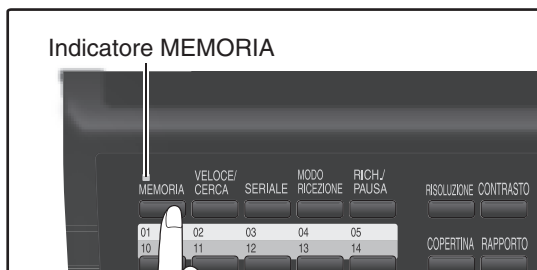 Indicatore MEMORIA
MEMORIA
VELOCE/
CERCA
SERIALE
MODO
RICEZIONE
RICH./
PAUSA
RISOLUZIONE
CONTRASTO
01 02 03 04 05
10 11 12 13 14
COPERTINA
RAPPORTO